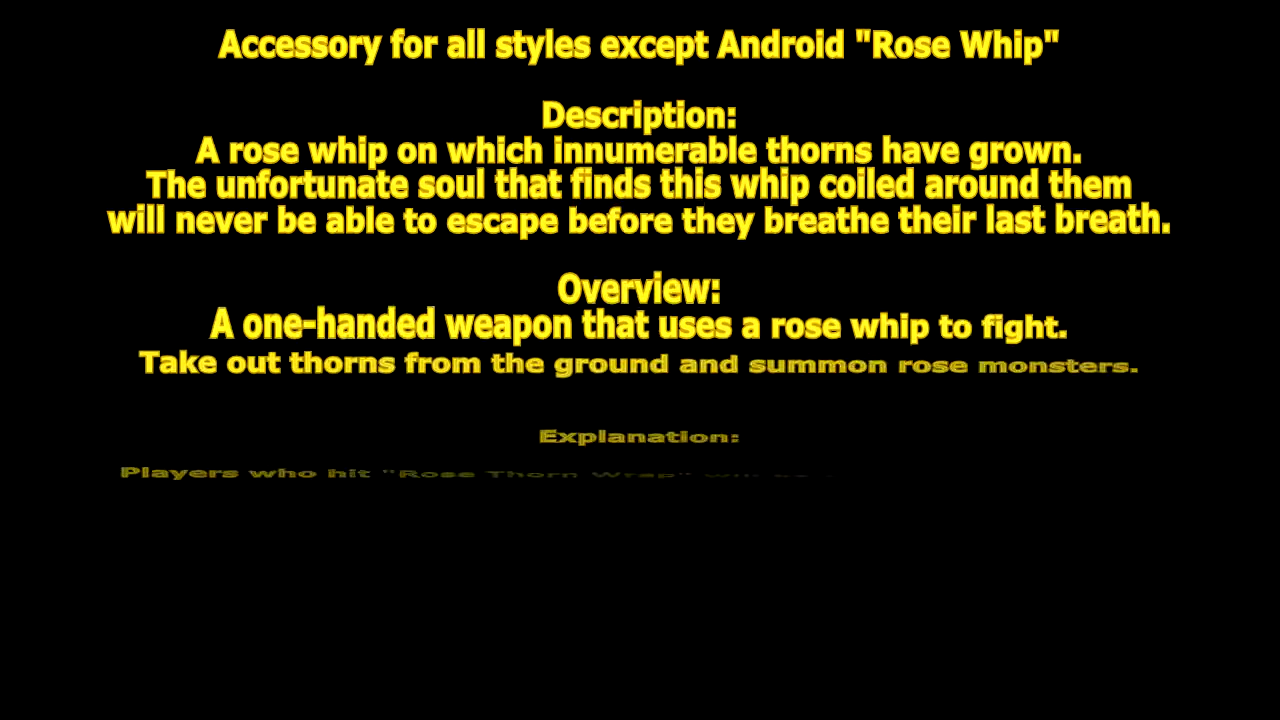 Accessory for all styles except Android "Rose Whip"
Description:
A rose whip on which innumerable thorns have grown.
The unfortunate soul that finds this whip coiled around them
will never be able to escape before they breathe their last breath.
Overview:
A one-handed weapon that uses a rose whip to fight.
Take out thorns from the ground and summon rose monsters.
Explanation:
Players who hit "Rose Thorn Wrap" will be